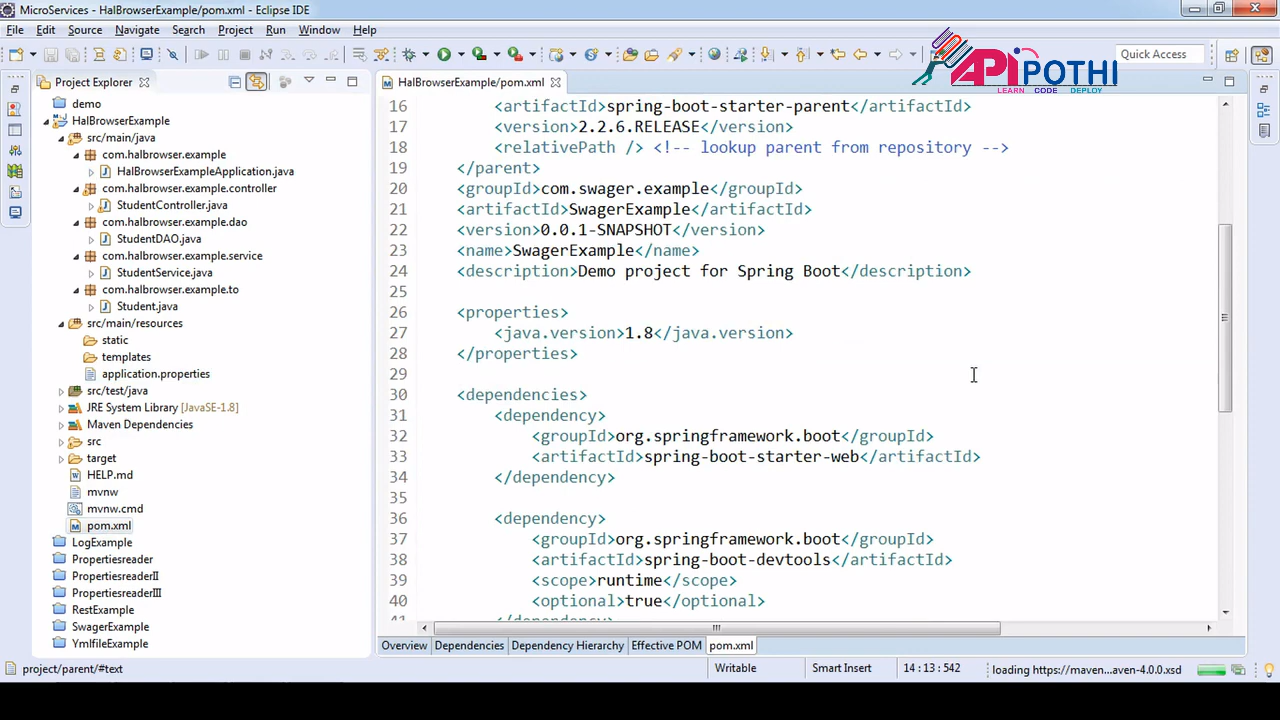 MicroServices - HalBrowserExample/pom.xml - Eclipse IDE
File Edit Source Navigate Search Project Run Window Help
Quick Access
APIPOTHI
LEARN CODE DEPLOY
Project Explorer
demo
HalBrowserExample
src/main/java
com.halbrowser.example
HalBrowserExampleApplication.java
com.halbrowser.example.controller
StudentController.java
com.halbrowser.example.dao
StudentDAO.java
com.halbrowser.example.service
StudentService.java
com.halbrowser.example.to
Student.java
src/main/resources
static
templates
application.properties
src/test/java
JRE System Library [JavaSE-1.8]
Maven Dependencies
src
target
HELP.md
mvnw
mvnw.cmd
pom.xml
LogExample
Propertiesreader
PropertiesreaderII
PropertiesreaderIII
RestExample
SwagerExample
YmlfileExample
HalBrowserExample/pom.xml
16 <artifactId>spring-boot-starter-parent</artifactId>
17 <version>2.2.6.RELEASE</version>
18 <relativePath /> <!-- lookup parent from repository -->
19 </parent>
20 <groupId>com.swager.example</groupId>
21 <artifactId>SwagerExample</artifactId>
22 <version>0.0.1-SNAPSHOT</version>
23 <name>SwagerExample</name>
24 <description>Demo project for Spring Boot</description>
25
26 <properties>
27 <java.version>1.8</java.version>
28 </properties>
29
30 <dependencies>
31 <dependency>
32 <groupId>org.springframework.boot</groupId>
33 <artifactId>spring-boot-starter-web</artifactId>
34 </dependency>
35
36 <dependency>
37 <groupId>org.springframework.boot</groupId>
38 <artifactId>spring-boot-devtools</artifactId>
39 <scope>runtime</scope>
40 <optional>true</optional>
41 </dependency>
Overview Dependencies Dependency Hierarchy Effective POM pom.xml
project/parent/#text Writable Smart Insert 14 : 13 : 542 loading https://maven...aven-4.0.0.xsd